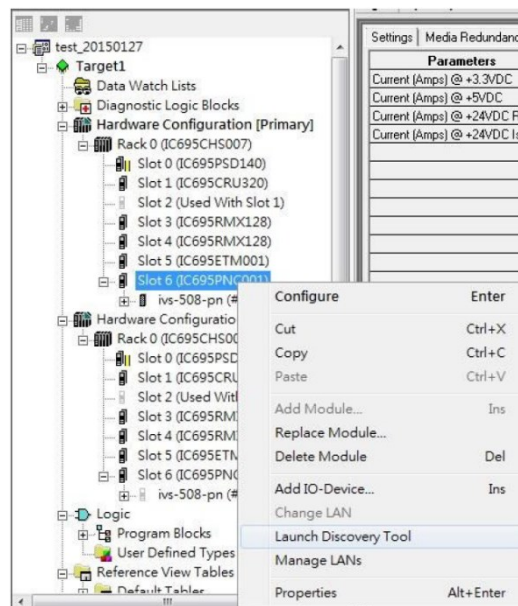 test_20150127
Target1
Data Watch Lists
Diagnostic Logic Blocks
Hardware Configuration [Primary]
Rack 0 (IC695CHS007)
Slot 0 (IC695PSD140)
Slot 1 (IC695CRU320)
Slot 2 (Used With Slot 1)
Slot 3 (IC695RMX128)
Slot 4 (IC695RMX128)
Slot 5 (IC695ETM001)
Slot 6 (IC695PNC001)
ivs-508-pn (#
Hardware Configuratio
Rack 0 (IC695CHS00
Slot 0 (IC695PSD
Slot 1 (IC695CRU
Slot 2 (Used Wit
Slot 3 (IC695RM
Slot 4 (IC695RM
Slot 5 (IC695ETM
Slot 6 (IC695PNC
ivs-508-pn (#
Logic
Program Blocks
User Defined Types
Reference View Tables
Default Tables
Configure Enter
Cut Ctrl+X
Copy Ctrl+C
Paste Ctrl+V
Add Module... Ins
Replace Module...
Delete Module Del
Add IO-Device... Ins
Change LAN
Launch Discovery Tool
Manage LANs
Properties Alt+Enter
Settings Media Redundanc
Parameters
Current (Amps) @ +3.3VDC
Current (Amps) @ +5VDC
Current (Amps) @ +24VDC F
Current (Amps) @ +24VDC Is